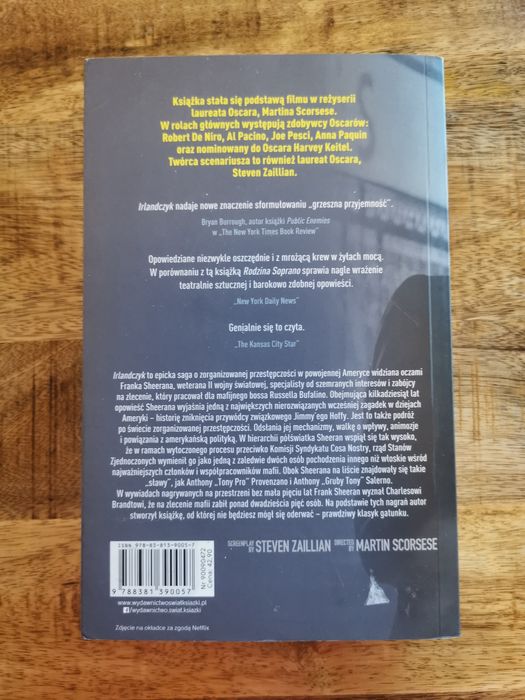 Książka stała się podstawą filmu w reżyserii
laureata Oscara, Martina Scorsese.
W rolach głównych występują zdobywcy Oscarów:
Robert De Niro, Al Pacino, Joe Pesci, Anna Paquin
oraz nominowany do Oscara Harvey Keitel.
Twórca scenariusza to również laureat Oscara,
Steven Zaillian.
Irlandczyk nadaje nowe znaczenie sformułowaniu „grzeszna przyjemność".
Bryan Burrough, autor książki Public Enemies
w „The New York Times Book Review"
Opowiedziane niezwykle oszczędnie i z mrożącą krew w żyłach mocą.
W porównaniu z tą książką Rodzina Soprano sprawia nagle wrażenie
teatralnie sztucznej i barokowo zdobnej opowieści.
„New York Daily News"
Genialnie się to czyta.
„The Kansas City Star"
Irlandczyk to epicka saga o zorganizowanej przestępczości w powojennej Ameryce widziana oczami
Franka Sheerana, weterana II wojny światowej, specjalisty od szemranych interesów i zabójcy
na zlecenie, który pracował dla mafijnego bossa Russella Bufalino. Obejmująca kilkadziesiąt lat
opowieść Sheerana wyjaśnia jedną z największych nierozwiązanych wcześniej zagadek w dziejach
Ameryki – historię zniknięcia przywódcy związkowego Jimmy'ego Hoffy. Jest to także podróż
po świecie zorganizowanej przestępczości. Odsłania jej mechanizmy, walkę o wpływy, animozje
i powiązania z amerykańską polityką. W hierarchii półświatka Sheeran wspiął się tak wysoko,
że w ramach wytoczonego procesu przeciwko Komisji Syndykatu Cosa Nostry, rząd Stanów
Zjednoczonych wymienił go jako jednego z zaledwie dwóch osób pochodzenia innego niż włoskie wśród
najważniejszych członków i współpracowników mafii. Obok Sheerana na liście znajdowały się takie
„sławy", jak Anthony „Tony Pro" Provenzano i Anthony „Gruby Tony" Salerno.
W wywiadach nagrywanych na przestrzeni bez mała pięciu lat Frank Sheeran wyznał Charlesowi
Brandtowi, że na zlecenie mafii zabił ponad dwadzieścia pięć osób. Na podstawie tych nagrań autor
stworzył książkę, od której nie będziesz mógł się oderwać – prawdziwy klasyk gatunku.
ISBN 978-83-813-9005-7
9 788381 390057
Nr 90090472
Cena: 42,90
SCREENPLAY BY STEVEN ZAILLIAN DIRECTED BY MARTIN SCORSESE
www.wydawnictwoswiatksiazki.pl
/wydawnictwo.swiat.ksiazki
Zdjęcie na okładce za zgodą Netflix